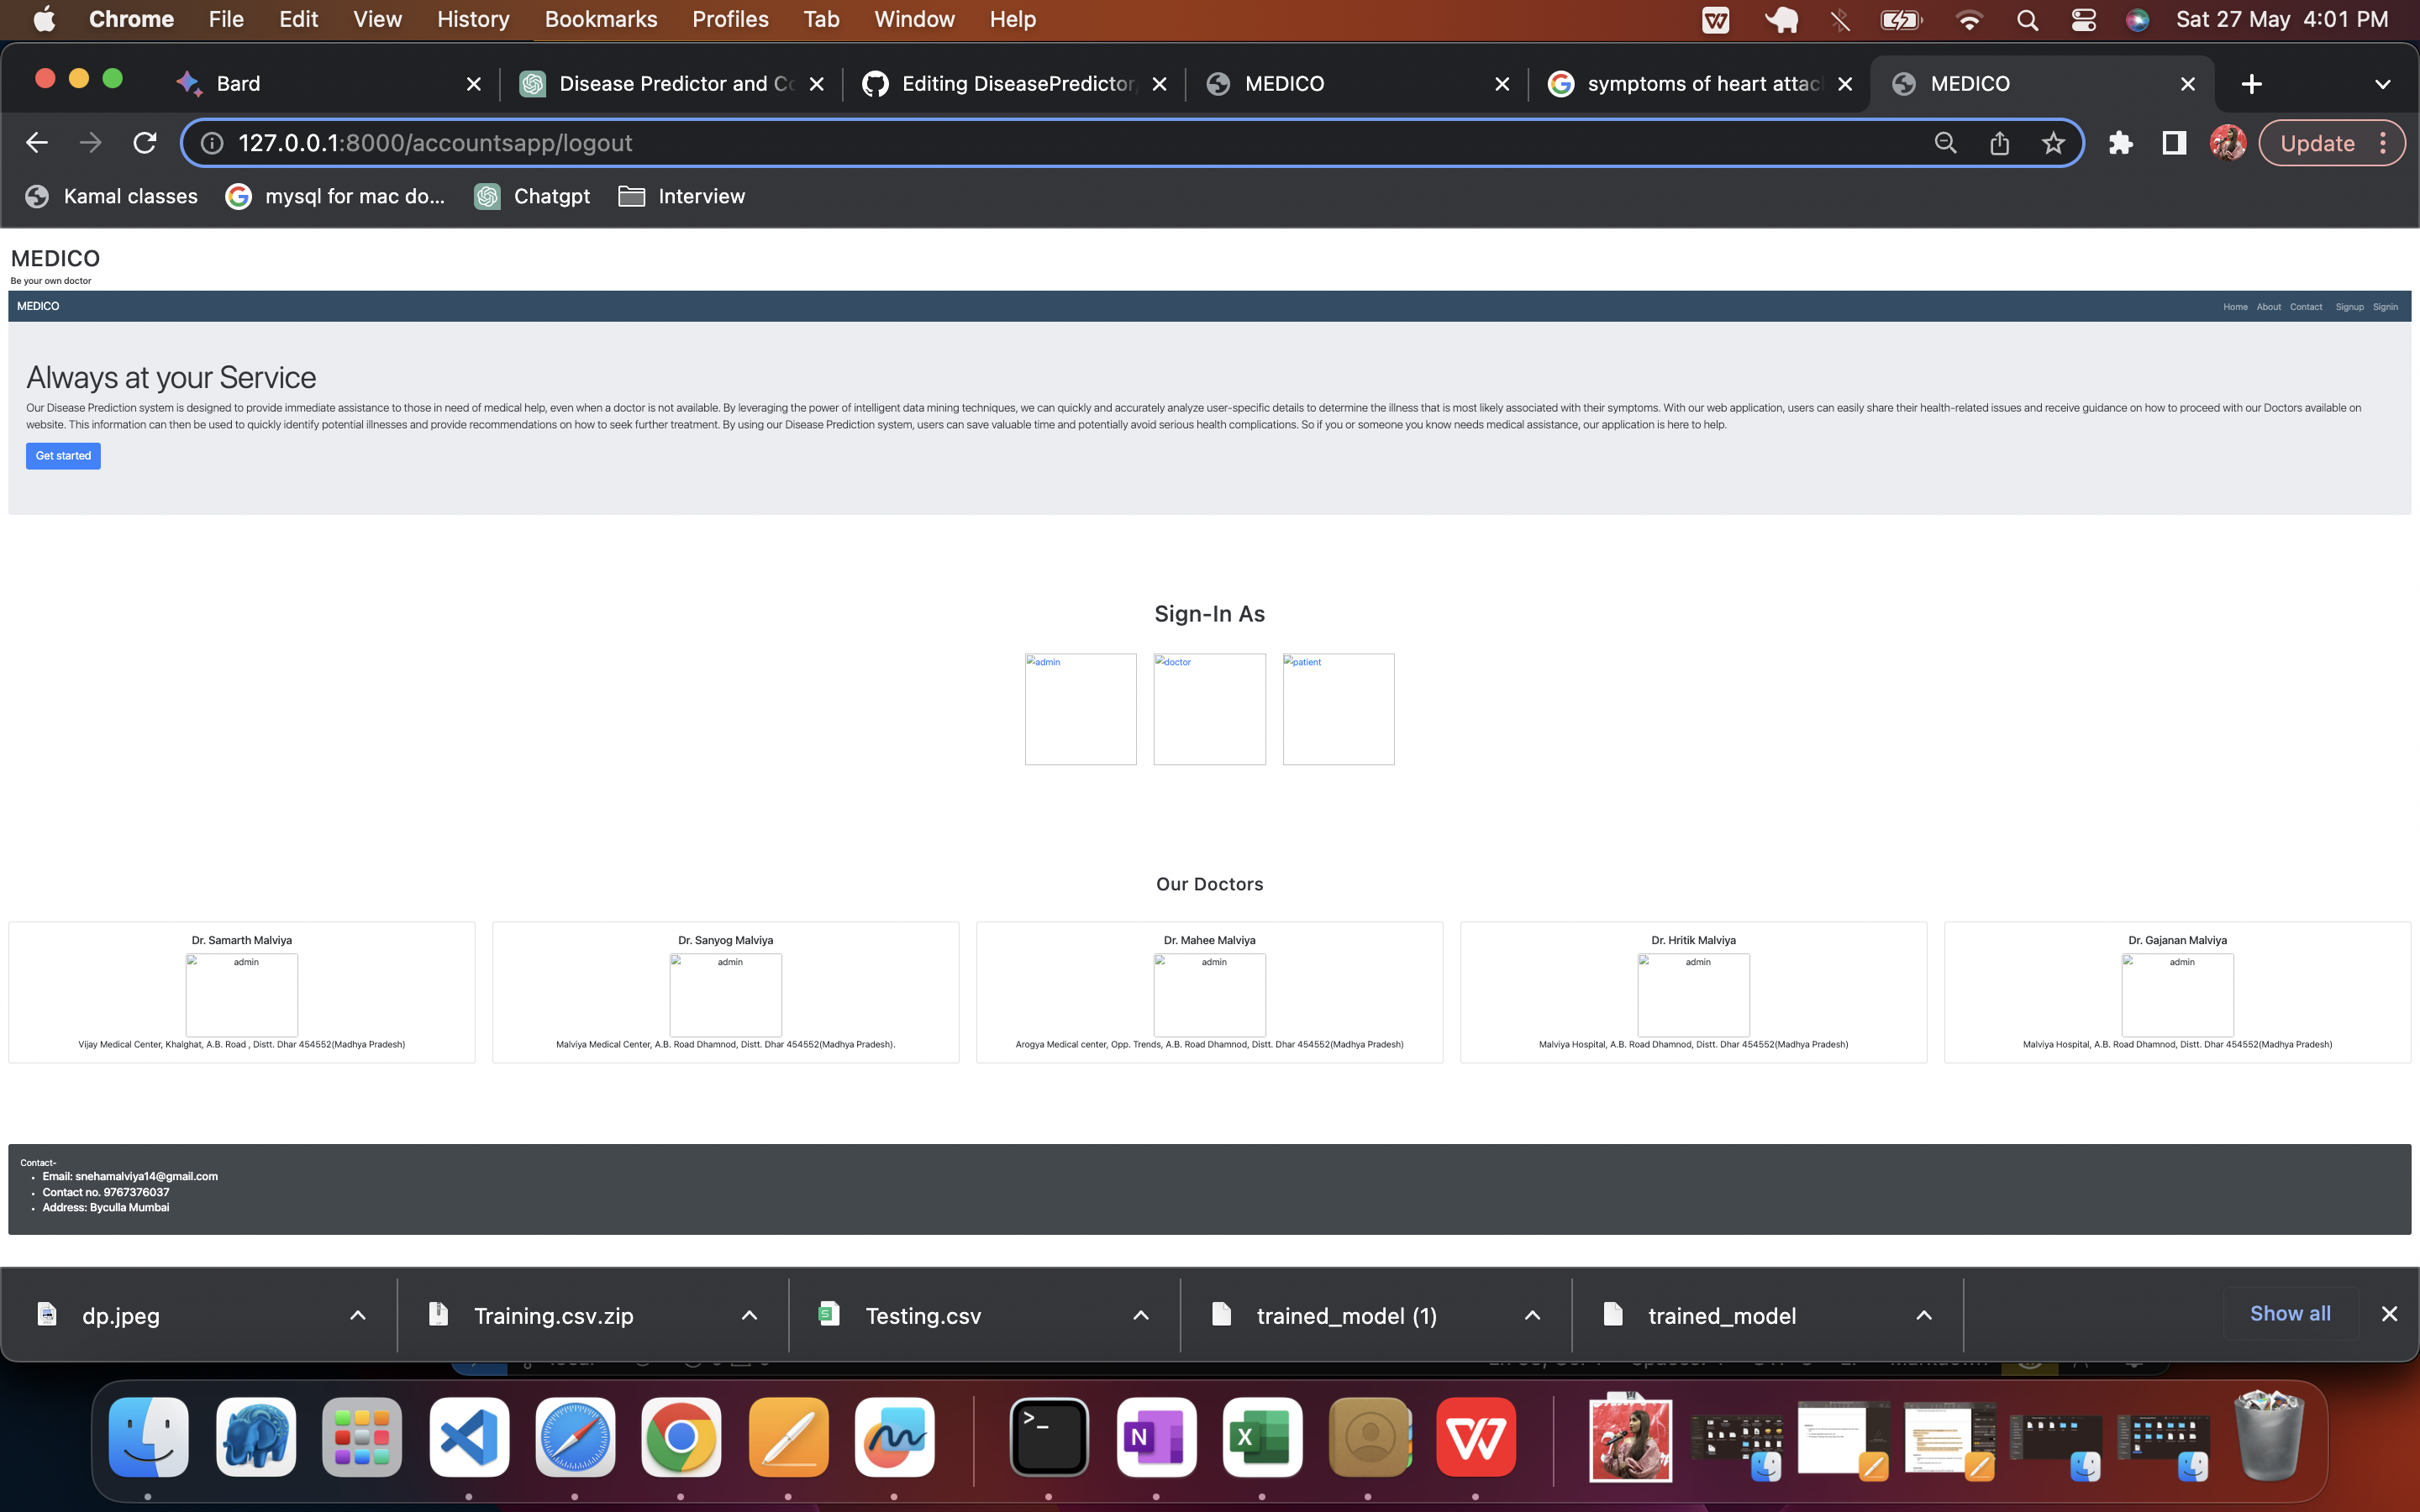 Chrome File Edit View History Bookmarks Profiles Tab Window Help Sat 27 May 4:01 PM
Bard Disease Predictor and Co Editing DiseasePredictor, MEDICO symptoms of heart attac MEDICO
127.0.0.1:8000/accountsapp/logout Update
Kamal classes mysql for mac do... Chatgpt Interview
MEDICO
Be your own doctor
MEDICO Home About Contact Signup Signin
Always at your Service
Our Disease Prediction system is designed to provide immediate assistance to those in need of medical help, even when a doctor is not available. By leveraging the power of intelligent data mining techniques, we can quickly and accurately analyze user-specific details to determine the illness that is most likely associated with their symptoms. With our web application, users can easily share their health-related issues and receive guidance on how to proceed with our Doctors available on
website. This information can then be used to quickly identify potential illnesses and provide recommendations on how to seek further treatment. By using our Disease Prediction system, users can save valuable time and potentially avoid serious health complications. So if you or someone you know needs medical assistance, our application is here to help.
Get started
Sign-In As
admin doctor patient
Our Doctors
Dr. Samarth Malviya Dr. Sanyog Malviya Dr. Mahee Malviya Dr. Hritik Malviya Dr. Gajanan Malviya
admin admin admin admin admin
Vijay Medical Center, Khalghat, A.B. Road , Distt. Dhar 454552(Madhya Pradesh) Malviya Medical Center, A.B. Road Dhamnod, Distt. Dhar 454552(Madhya Pradesh). Arogya Medical center, Opp. Trends, A.B. Road Dhamnod, Distt. Dhar 454552(Madhya Pradesh) Malviya Hospital, A.B. Road Dhamnod, Distt. Dhar 454552(Madhya Pradesh) Malviya Hospital, A.B. Road Dhamnod, Distt. Dhar 454552(Madhya Pradesh)
Contact-
• Email: snehamalviya14@gmail.com
• Contact no. 9767376037
• Address: Byculla Mumbai
dp.jpeg Training.csv.zip Testing.csv trained_model (1) trained_model Show all